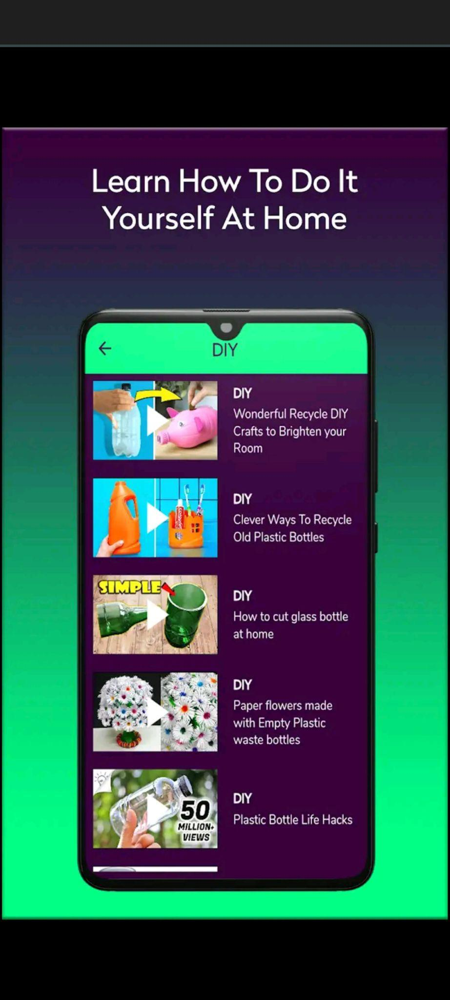 Learn How To Do It
Yourself At Home
DIY
DIY
Wonderful Recycle DIY
Crafts to Brighten your
Room
DIY
Clever Ways To Recycle
Old Plastic Bottles
Colgate
SIMPLE
DIY
How to cut glass bottle
at home
DIY
Paper flowers made
with Empty Plastic
waste bottles
50
MILLION+
VIEWS
DIY
Plastic Bottle Life Hacks